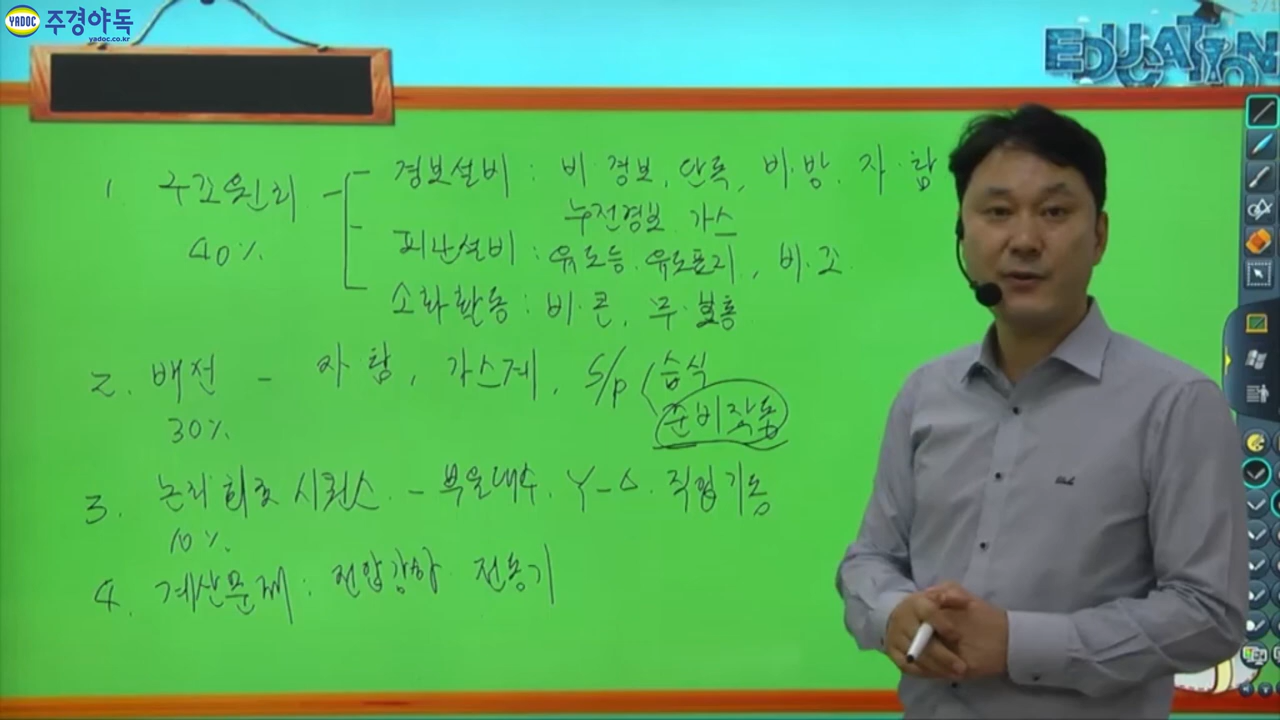 YADOC 주경야독
yadoc.co.kr
EDUCATION
1. 구조원리 - 경보설비 : 비·경보, 단독, 비·방. 자·탐
누전경보. 가스
40% 피난설비 : 유도등. 유도표지, 비·조.
소화활동 : 비·콘, 무·보통
2. 배전 - 자·탐, 가스계, S/P 습식
30% 준비작동
3. 논리회로 시퀀스 - 부울대수. Y-△. 직입기동
10%.
4. 계산문제 : 전압강하. 전동기